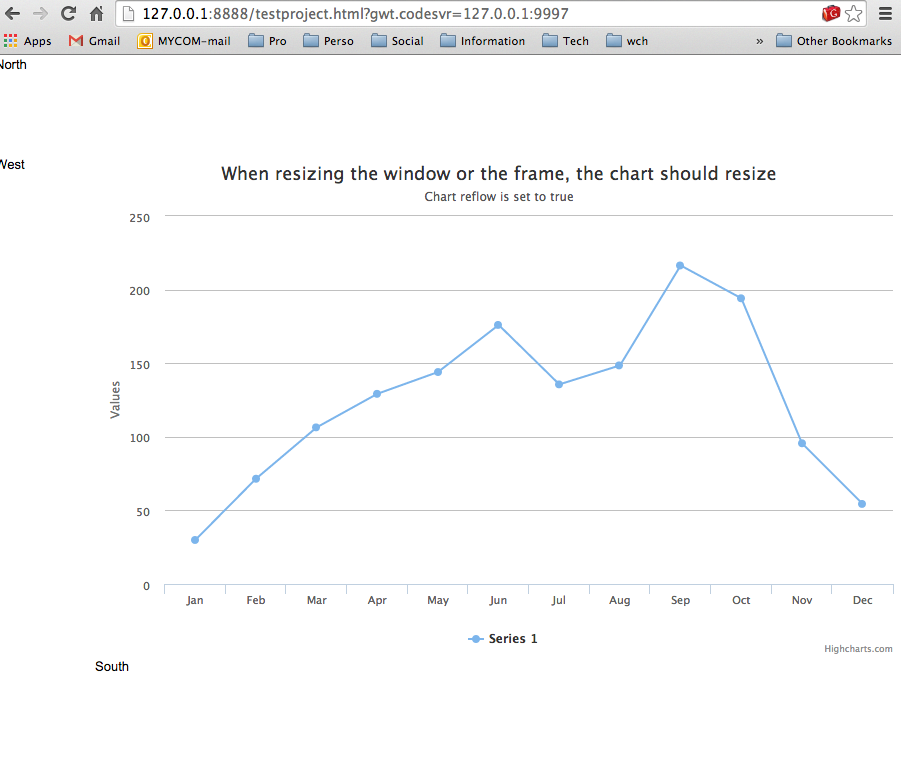 127.0.0.1:8888/testproject.html?gwt.codesvr=127.0.0.1:9997
Apps Gmail MYCOM-mail Pro Perso Social Information Tech wch » Other Bookmarks
North
West
When resizing the window or the frame, the chart should resize
Chart reflow is set to true
250
200
150
100
50
0
Values
Jan Feb Mar Apr May Jun Jul Aug Sep Oct Nov Dec
Series 1
Highcharts.com
South